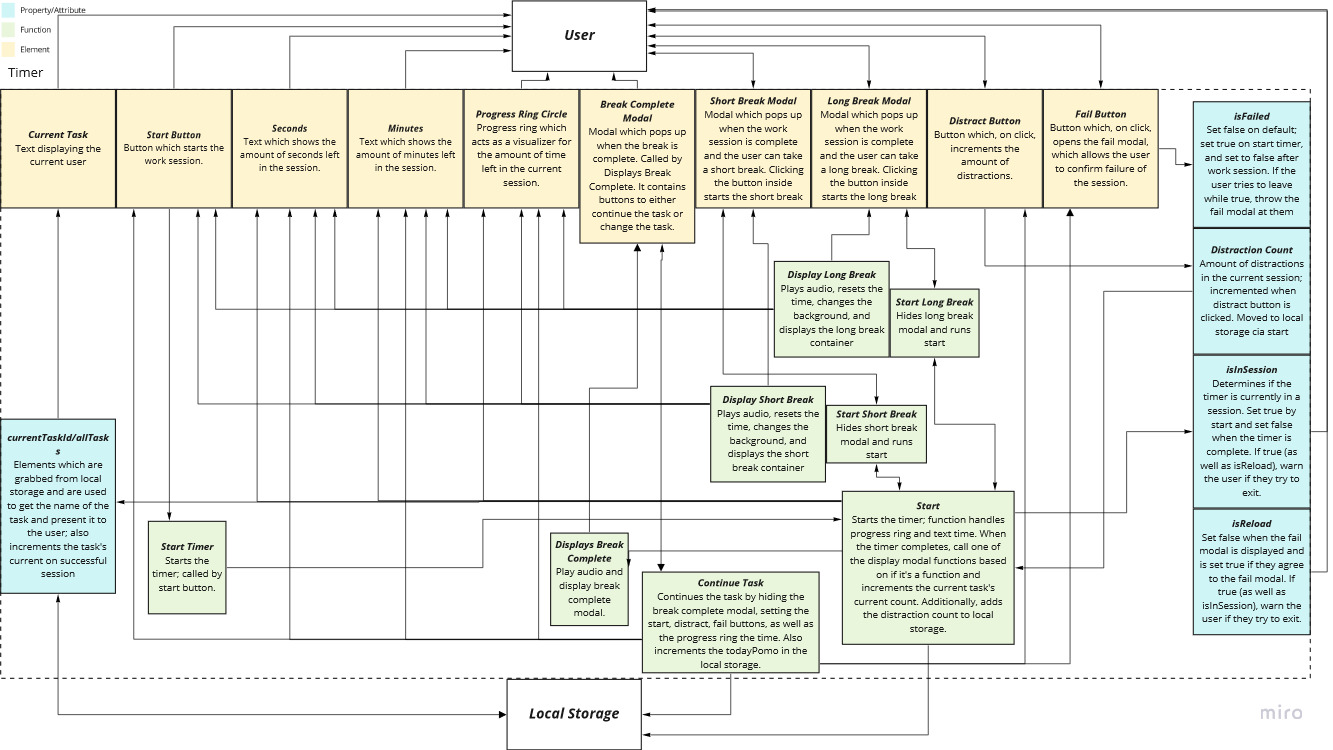 Property/Attribute
Function
Element
Timer
User
Current Task
Text displaying the
current user
Start Button
Button which starts the
work session.
Seconds
Text which shows the
amount of seconds left
in the session.
Minutes
Text which shows the
amount of minutes left
in the session.
Progress Ring Circle
Progress ring which
acts as a visualizer for
the amount of time
left in the current
session.
Break Complete
Modal
Modal which pops up
when the break is
complete. Called by
Displays Break
Complete. It contains
buttons to either
continue the task or
change the task.
Short Break Modal
Modal which pops up
when the work
session is complete
and the user can take
a short break. Clicking
the button inside
starts the short break
Long Break Modal
Modal which pops up
when the work
session is complete
and the user can take
a long break. Clicking
the button inside
starts the long break
Distract Button
Button which, on click,
increments the
amount of
distractions.
Fail Button
Button which, on click,
opens the fail modal,
which allows the user
to confirm failure of
the session.
isFailed
Set false on default;
set true on start timer,
and set to false after
work session. If the
user tries to leave
while true, throw the
fail modal at them
Distraction Count
Amount of distractions
in the current session;
incremented when
distract button is
clicked. Moved to local
storage cia start
isInSession
Determines if the
timer is currently in a
session. Set true by
start and set false
when the timer is
complete. If true (as
well as isReload), warn
the user if they try to
exit.
isReload
Set false when the fail
modal is displayed and
is set true if they agree
to the fail modal. If
true (as well as
isInSession), warn the
user if they try to exit.
Display Long Break
Plays audio, resets the
time, changes the
background, and
displays the long break
container
Start Long Break
Hides long break
modal and runs
start
Display Short Break
Plays audio, resets the
time, changes the
background, and
displays the short
break container
Start Short Break
Hides short break
modal and runs
start
currentTaskId/allTask
s
Elements which are
grabbed from local
storage and are used
to get the name of the
task and present it to
the user; also
increments the task's
current on successful
session
Start Timer
Starts the
timer; called by
start button.
Displays Break
Complete
Play audio and
display break
complete
modal.
Continue Task
Continues the task by hiding the
break complete modal, setting the
start, distract, fail buttons, as well as
the progress ring the time. Also
increments the todayPomo in the
local storage.
Start
Starts the timer; function handles
progress ring and text time. When
the timer completes, call one of
the display modal functions based
on if it's a function and
increments the current task's
current count. Additionally, adds
the distraction count to local
storage.
Local Storage
miro